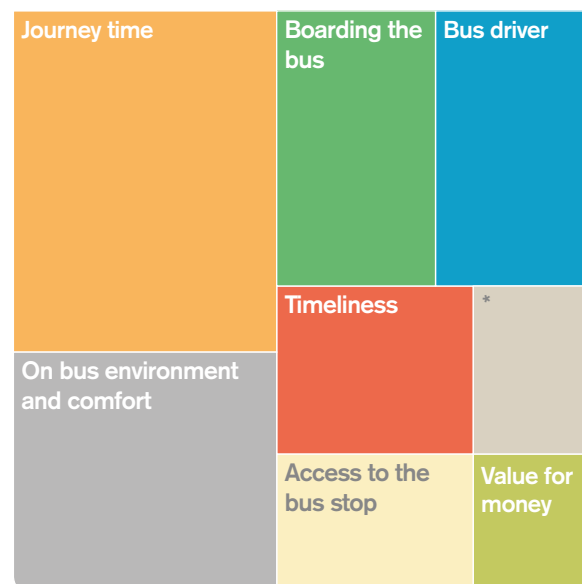 Journey time
Boarding the
bus
Bus driver
Timeliness
*
On bus environment
and comfort
Access to the
bus stop
Value for
money